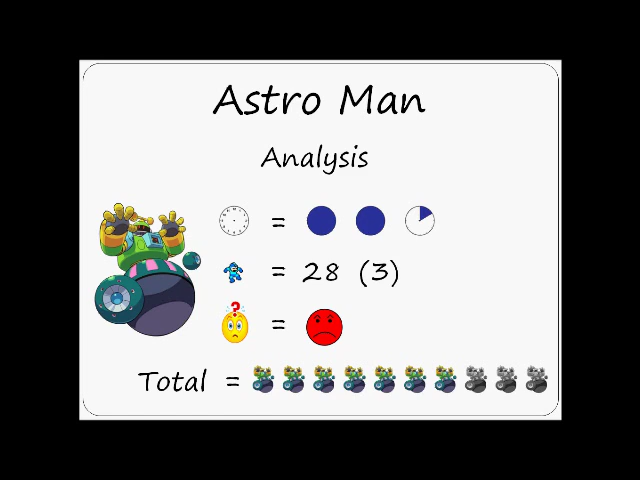 Astro Man
Analysis
=
= 28 (3)
?
=
Total =